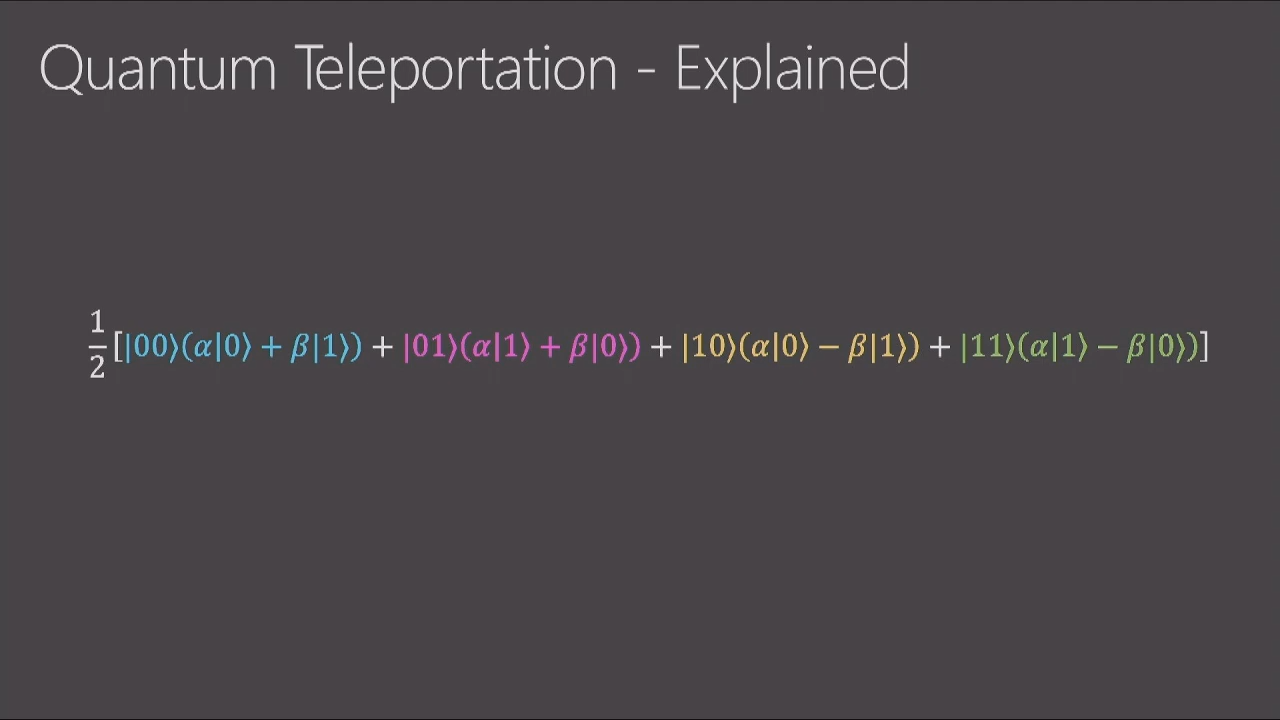 Quantum Teleportation - Explained
1/2 [|00⟩(α|0⟩ + β|1⟩) + |01⟩(α|1⟩ + β|0⟩) + |10⟩(α|0⟩ − β|1⟩) + |11⟩(α|1⟩ − β|0⟩)]